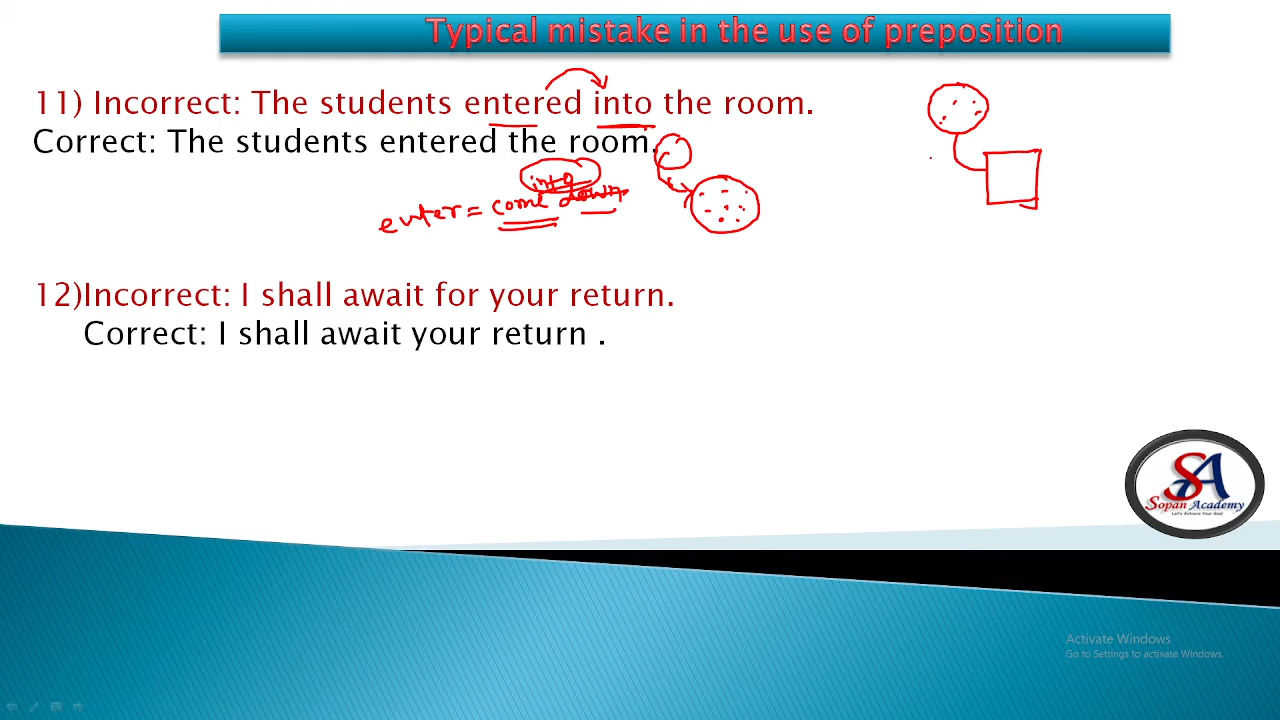 Typical mistake in the use of preposition
11) Incorrect: The students entered into the room.
Correct: The students entered the room.
into
enter = come down
12)Incorrect: I shall await for your return.
Correct: I shall await your return .
SA
Sopan Academy
Let's Achieve Your Goal
Activate Windows
Go to Settings to activate Windows.